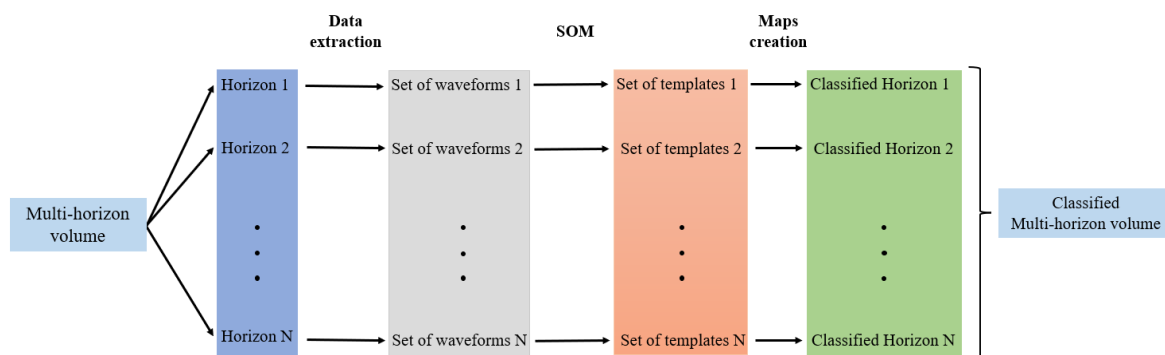 Data
extraction
SOM
Maps
creation
Horizon 1
Set of waveforms 1
Set of templates 1
Classified Horizon 1
Horizon 2
Set of waveforms 2
Set of templates 2
Classified Horizon 2
Multi-horizon
volume
Classified
Multi-horizon volume
Horizon N
Set of waveforms N
Set of templates N
Classified Horizon N